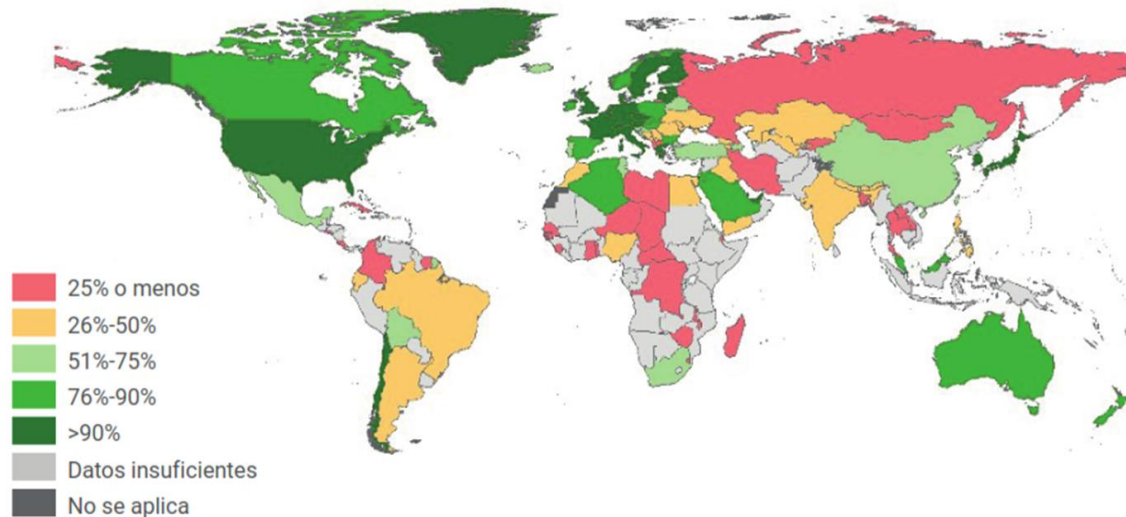 25% o menos
26%-50%
51%-75%
76%-90%
>90%
Datos insuficientes
No se aplica